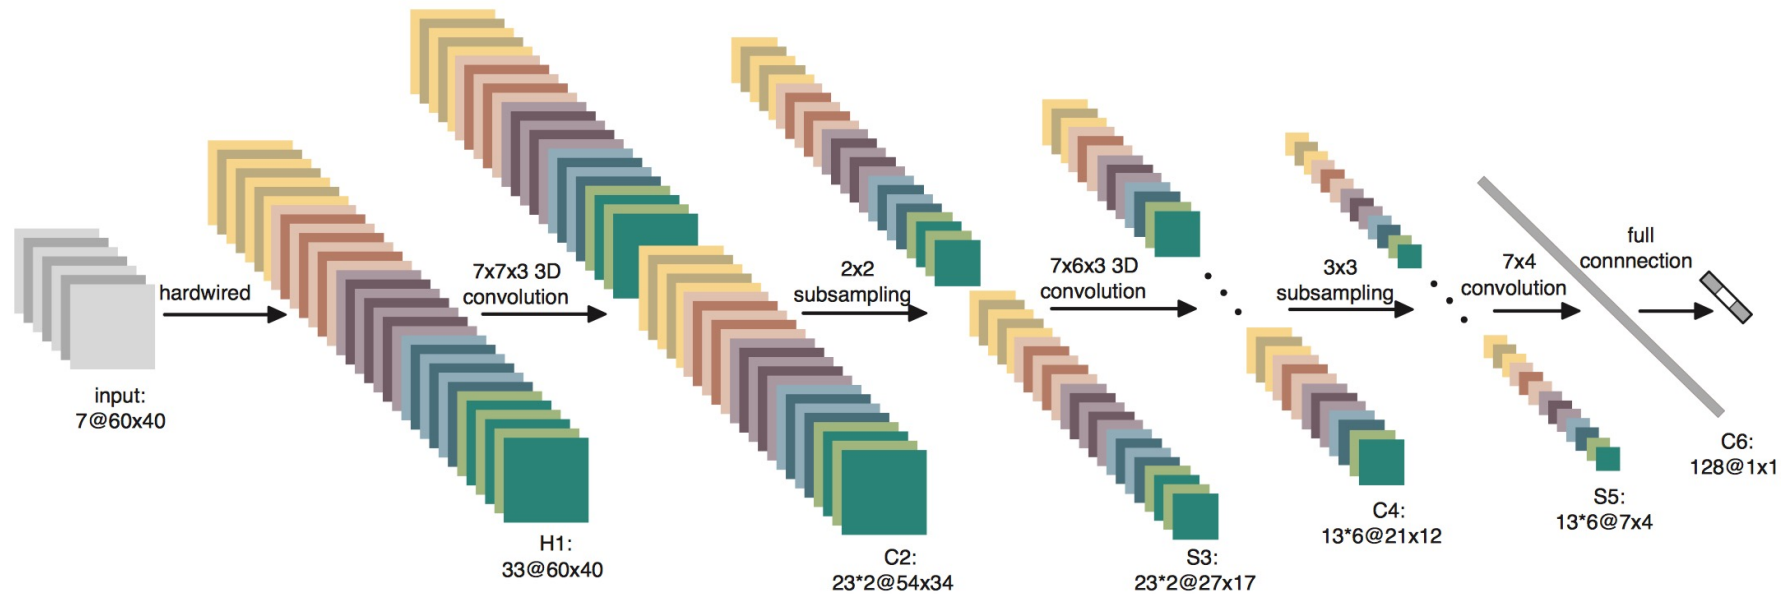 input:
7@60x40
hardwired
H1:
33@60x40
7x7x3 3D
convolution
C2:
23*2@54x34
2x2
subsampling
S3:
23*2@27x17
7x6x3 3D
convolution
C4:
13*6@21x12
3x3
subsampling
S5:
13*6@7x4
7x4
convolution
C6:
128@1x1
full
connnection